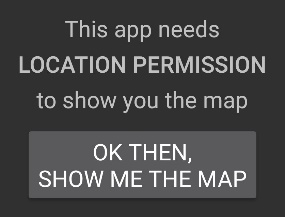 This app needs
LOCATION PERMISSION
to show you the map
OK THEN,
SHOW ME THE MAP